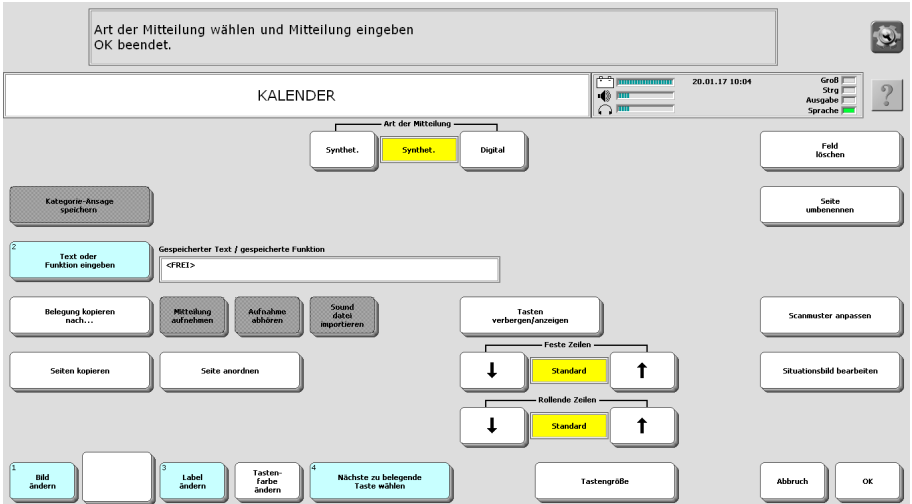 Art der Mitteilung wählen und Mitteilung eingeben
OK beendet.
KALENDER
20.01.17 10:04
Groß
Strg
Ausgabe
Sprache
?
Art der Mitteilung
Synthet.
Synthet.
Digital
Feld
löschen
Kategorie-Ansage
speichern
Seite
umbenennen
2
Text oder
Funktion eingeben
Gespeicherter Text / gespeicherte Funktion
<FREI>
Belegung kopieren
nach...
Mitteilung
aufnehmen
Aufnahme
abhören
Sound
datei
importieren
Tasten
verbergen/anzeigen
Scanmuster anpassen
Feste Zeilen
Seiten kopieren
Seite anordnen
↓
Standard
↑
Situationsbild bearbeiten
Rollende Zeilen
↓
Standard
↑
1
Bild
ändern
3
Label
ändern
Tasten-
farbe
ändern
4
Nächste zu belegende
Taste wählen
Tastengröße
Abbruch
OK